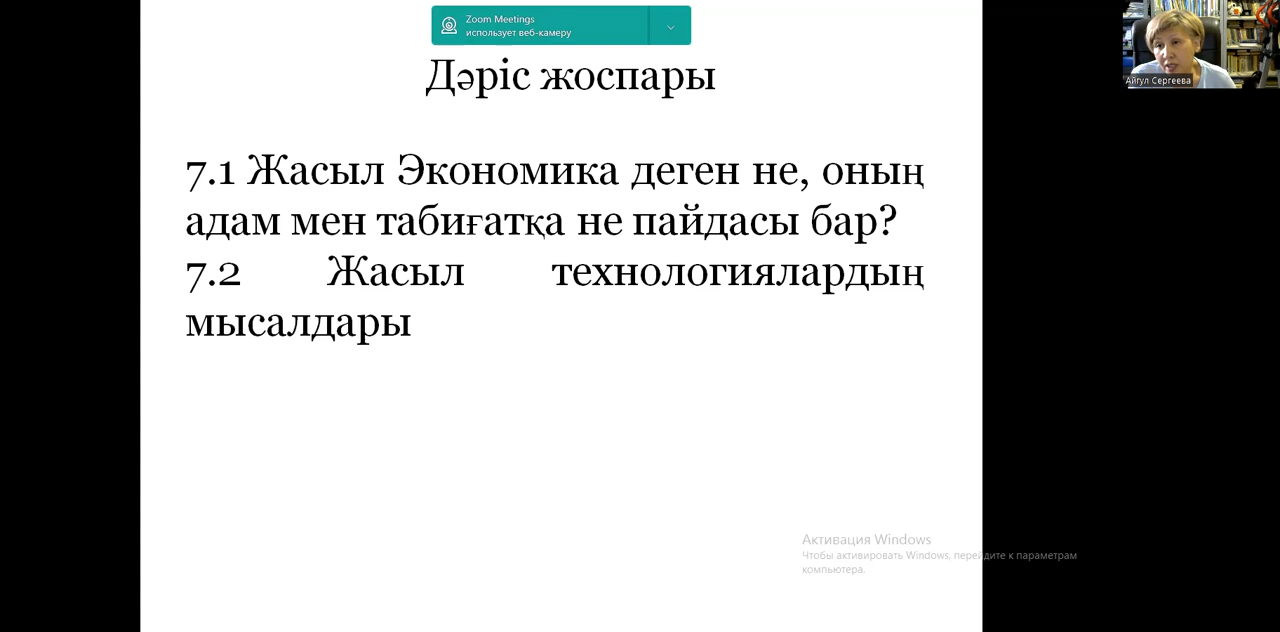 Zoom Meetings
использует веб-камеру
Айгул Сергеева
Дәріс жоспары
7.1 Жасыл Экономика деген не, оның
адам мен табиғатқа не пайдасы бар?
7.2 Жасыл технологиялардың
мысалдары
Активация Windows
Чтобы активировать Windows, перейдите к параметрам
компьютера.